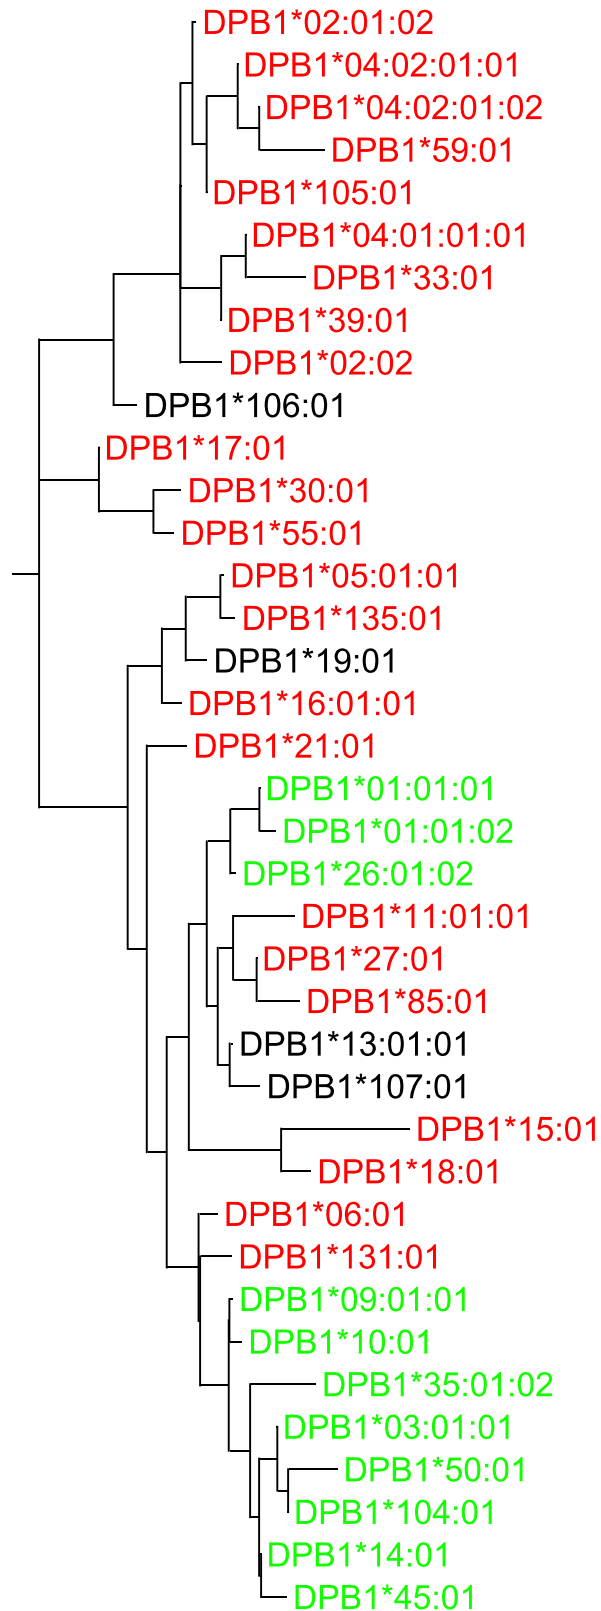 DPB1*02:01:02
DPB1*04:02:01:01
DPB1*04:02:01:02
DPB1*59:01
DPB1*105:01
DPB1*04:01:01:01
DPB1*33:01
DPB1*39:01
DPB1*02:02
DPB1*106:01
DPB1*17:01
DPB1*30:01
DPB1*55:01
DPB1*05:01:01
DPB1*135:01
DPB1*19:01
DPB1*16:01:01
DPB1*21:01
DPB1*01:01:01
DPB1*01:01:02
DPB1*26:01:02
DPB1*11:01:01
DPB1*27:01
DPB1*85:01
DPB1*13:01:01
DPB1*107:01
DPB1*15:01
DPB1*18:01
DPB1*06:01
DPB1*131:01
DPB1*09:01:01
DPB1*10:01
DPB1*35:01:02
DPB1*03:01:01
DPB1*50:01
DPB1*104:01
DPB1*14:01
DPB1*45:01